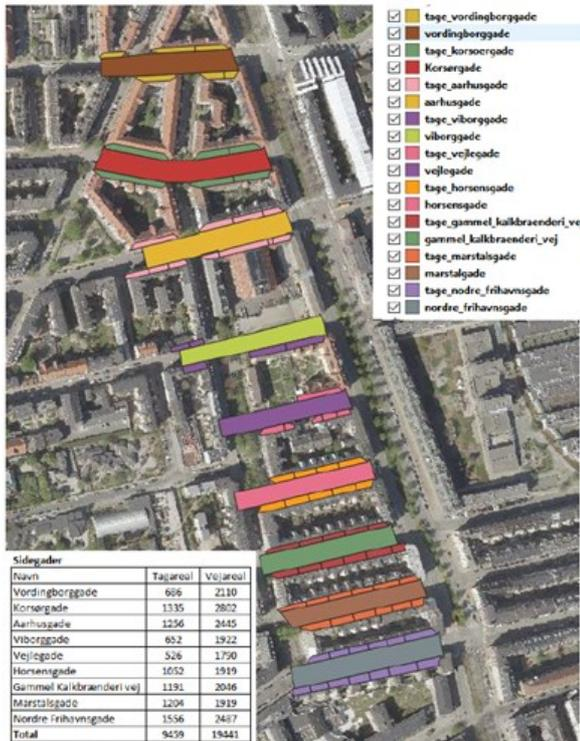 tage_vordingborggade
vordingborggade
tage_korsoergade
Korsørgade
tage_aarhusgade
aarhusgade
tage_viborggade
viborggade
tage_vejlegade
vejlegade
tage_horsensgade
horsensgade
tage_gammel_kalkbraenderi_ve
gammel_kalkbraenderi_vej
tage_marstalsgade
marstalgade
tage_nodre_frihavnsgade
nordre_frihavnsgade
Sidegader
Navn Tagareal Vejareal
Vordingborggade 686 2110
Korsørgade 1335 2802
Aarhusgade 1256 2445
Viborggade 652 1922
Vejlegade 526 1790
Horsensgade 1052 1919
Gammel Kalkbrænderi vej 1191 2046
Marstalsgade 1204 1919
Nordre Frihavnsgade 1556 2487
Total 9459 19441